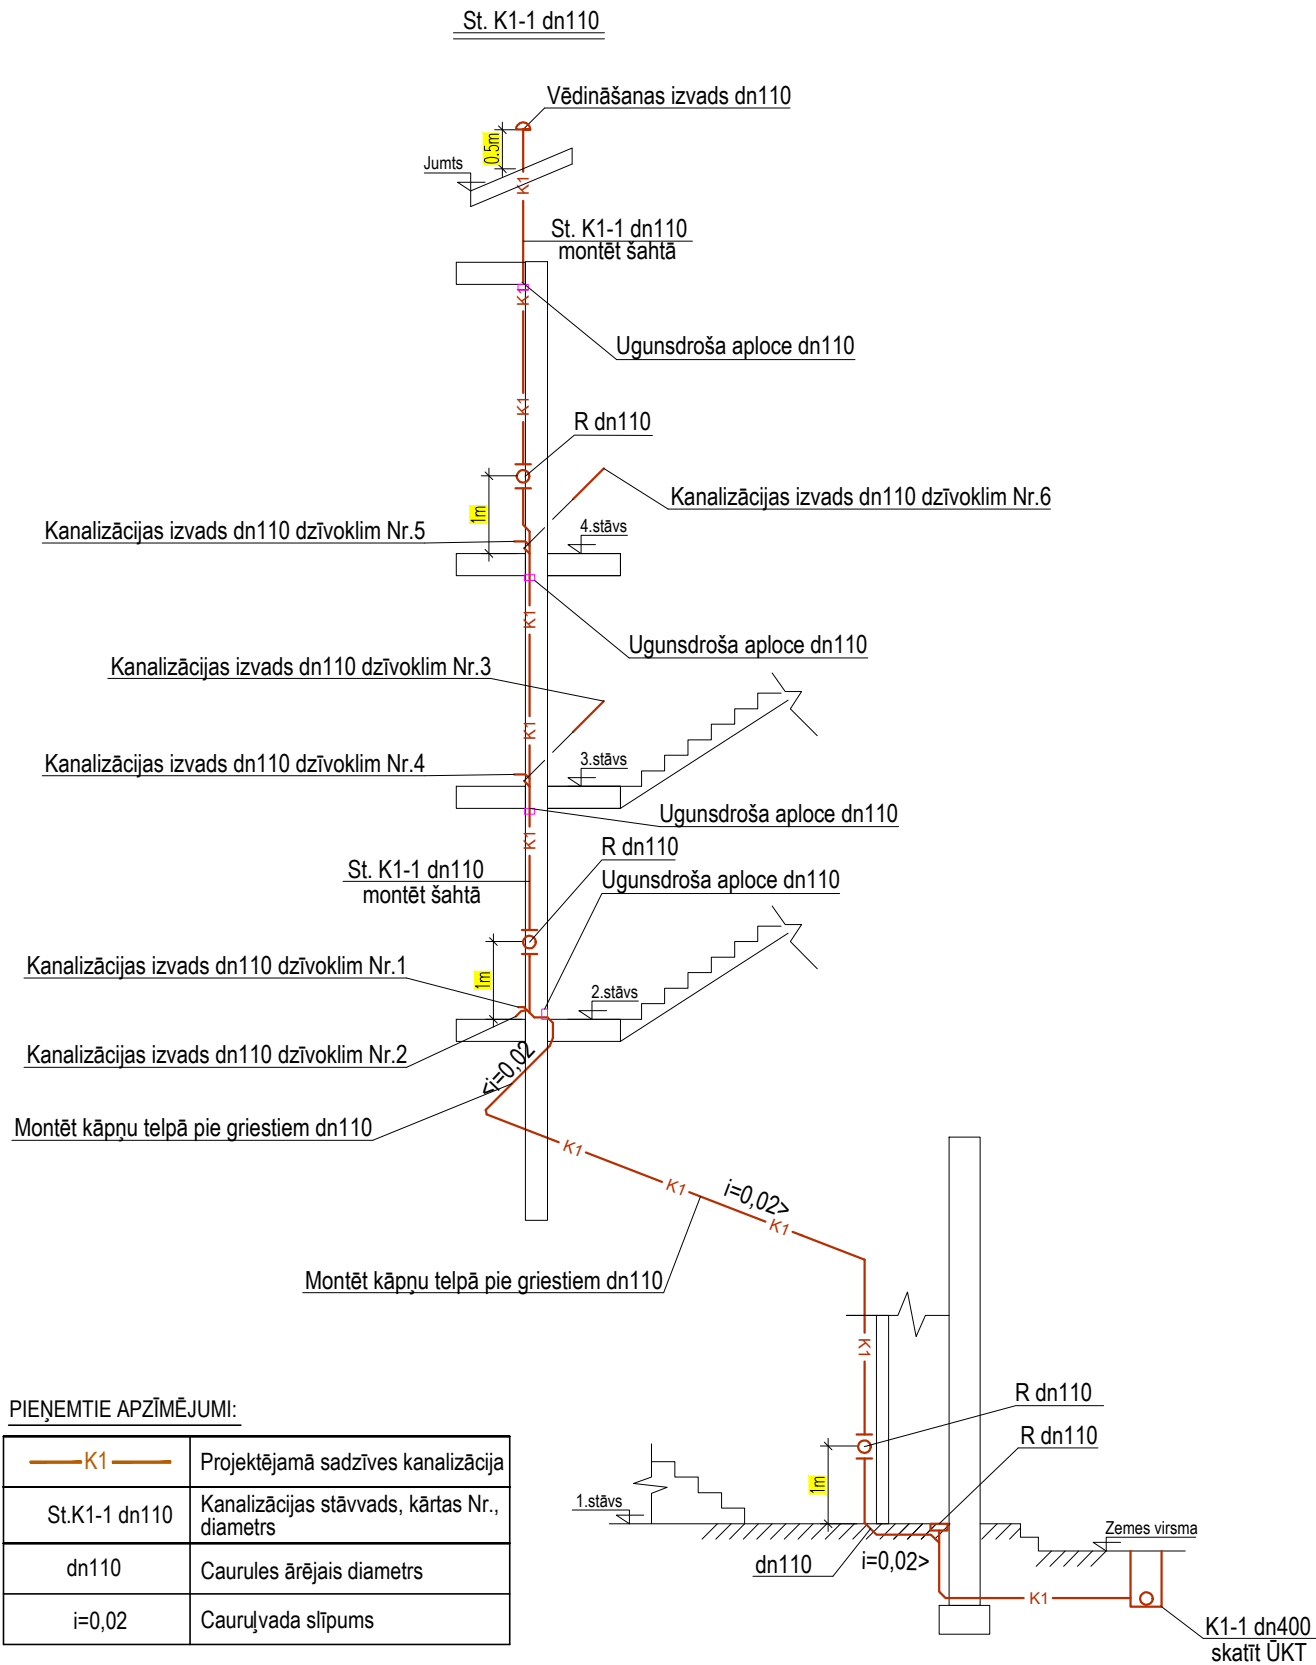 St. K1-1 dn110
Vēdināšanas izvads dn110
0.5m
Jumts
K1
St. K1-1 dn110
montēt šahtā
K1
Ugunsdroša aploce dn110
K1
R dn110
Kanalizācijas izvads dn110 dzīvoklim Nr.6
1m
Kanalizācijas izvads dn110 dzīvoklim Nr.5
4.stāvs
K1
Ugunsdroša aploce dn110
Kanalizācijas izvads dn110 dzīvoklim Nr.3
K1
Kanalizācijas izvads dn110 dzīvoklim Nr.4
3.stāvs
Ugunsdroša aploce dn110
K1
R dn110
St. K1-1 dn110
montēt šahtā
Ugunsdroša aploce dn110
Kanalizācijas izvads dn110 dzīvoklim Nr.1
1m
2.stāvs
Kanalizācijas izvads dn110 dzīvoklim Nr.2
<i=0,02
Montēt kāpņu telpā pie griestiem dn110
K1
K1
i=0,02>
K1
Montēt kāpņu telpā pie griestiem dn110
K1
R dn110
R dn110
1m
1.stāvs
Zemes virsma
dn110
i=0,02>
K1
K1-1 dn400
skatīt ŪKT
PIEŅEMTIE APZĪMĒJUMI:
K1
Projektējamā sadzīves kanalizācija
St.K1-1 dn110
Kanalizācijas stāvvads, kārtas Nr.,
diametrs
dn110
Caurules ārējais diametrs
i=0,02
Cauruļvada slīpums